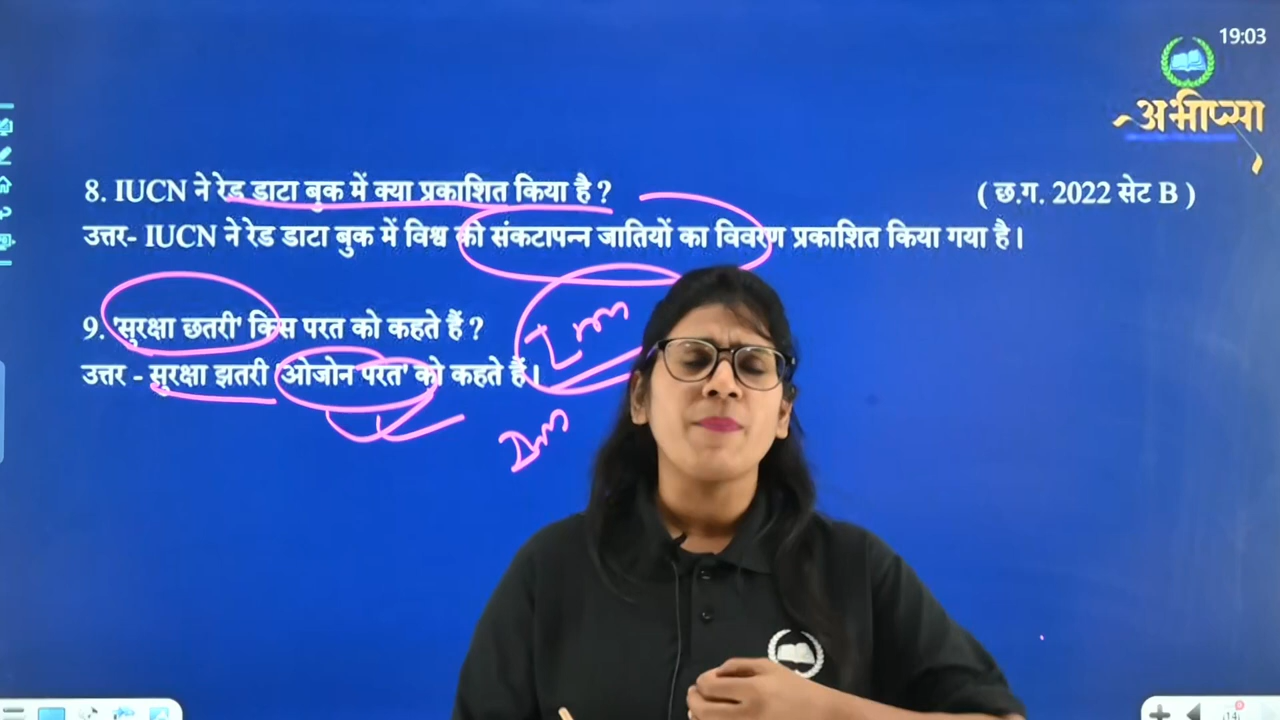 19:03
अभीप्सा
8. IUCN ने रेड डाटा बुक में क्या प्रकाशित किया है ? ( छ.ग. 2022 सेट B )
उत्तर- IUCN ने रेड डाटा बुक में विश्व की संकटापन्न जातियों का विवरण प्रकाशित किया गया है।
9. 'सुरक्षा छतरी' किस परत को कहते हैं ?
उत्तर - सुरक्षा झतरी 'ओजोन परत' को कहते हैं।
Imm